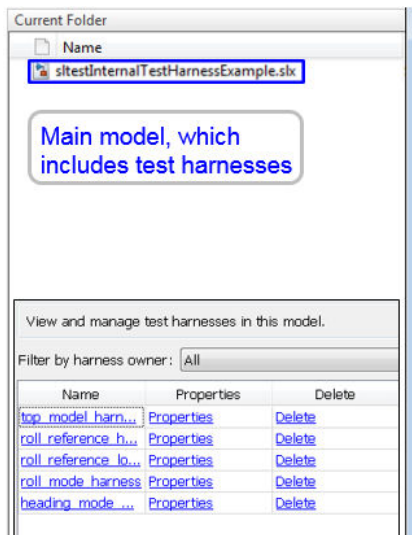 Current Folder
Name
sltestInternalTestHarnessExample.slx
Main model, which
includes test harnesses
View and manage test harnesses in this model.
Filter by harness owner: All
Name Properties Delete
top_model_harn... Properties Delete
roll_reference_h... Properties Delete
roll_reference_lo... Properties Delete
roll_mode_harness Properties Delete
heading_mode_... Properties Delete